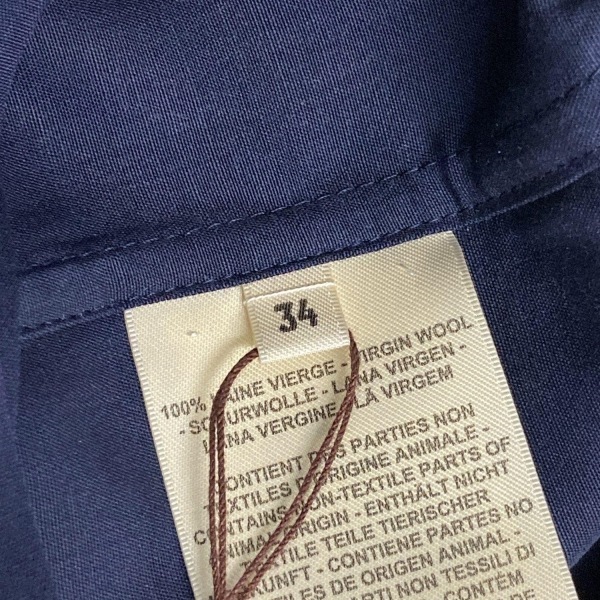 34
100% LAINE VIERGE - VIRGIN WOOL
- SCHURWOLLE - LANA VIRGEN -
LANA VERGINE - LÃ VIRGEM
CONTIENT DES PARTIES NON
TEXTILES D'ORIGINE ANIMALE -
CONTAINS NON-TEXTILE PARTS OF
ANIMAL ORIGIN - ENTHÄLT NICHT
TEXTILE TEILE TIERISCHER
KUNFT - CONTIENE PARTES NO
TILES DE ORIGEN ANIMAL -
PARTI NON TESSILI DI
CONTÉM